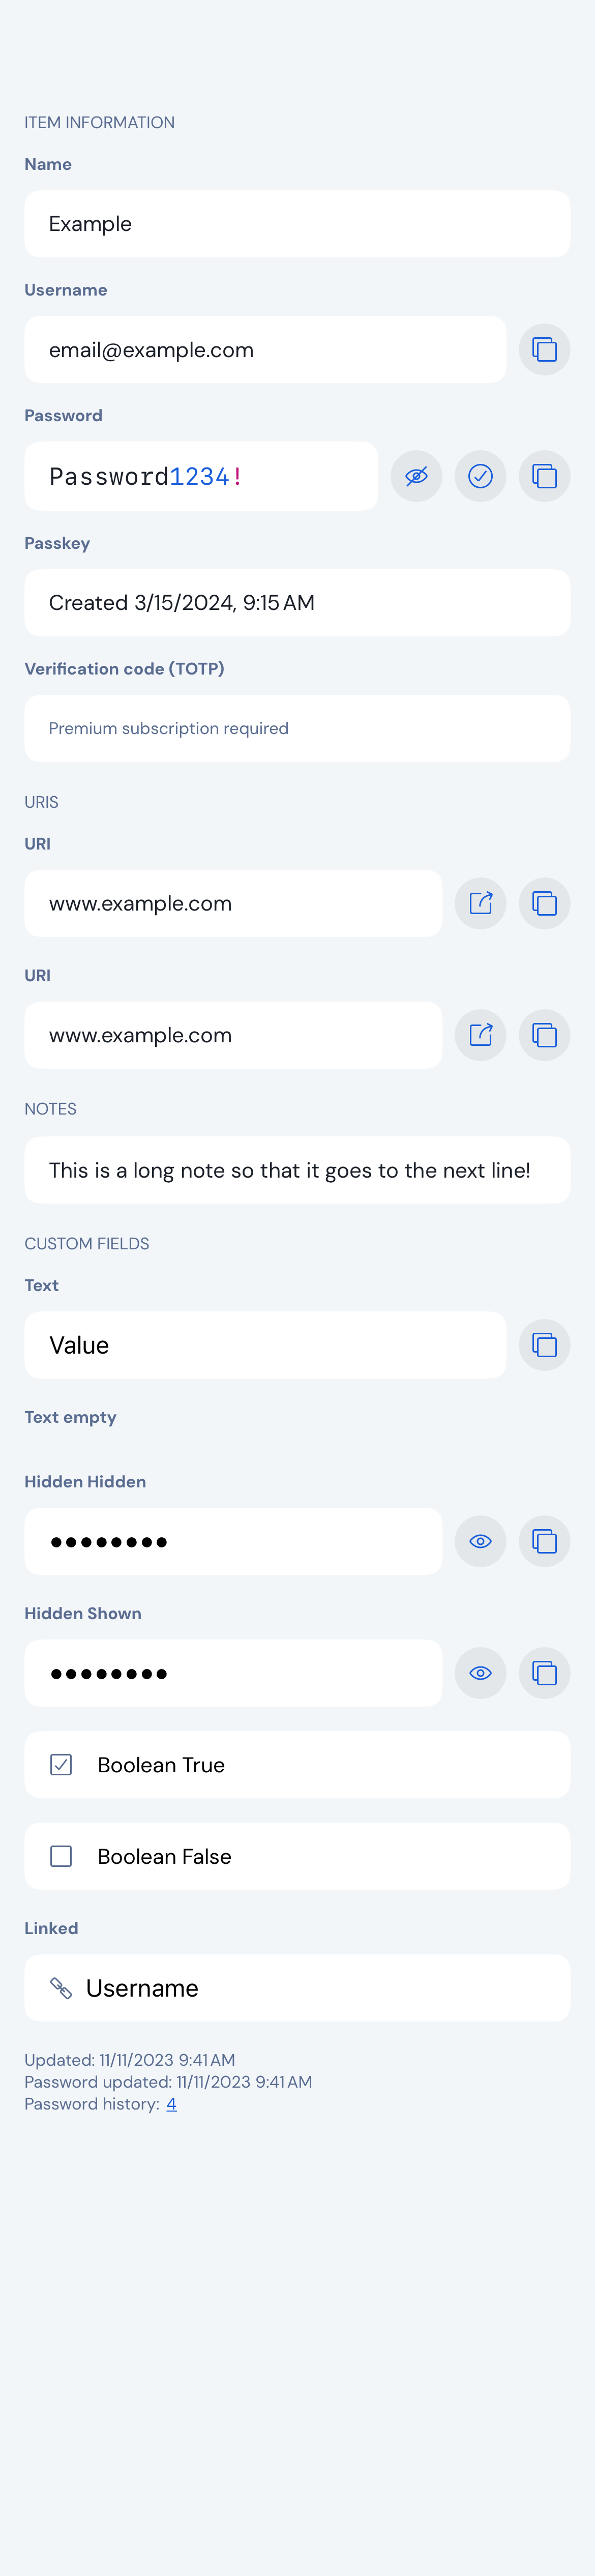 ITEM INFORMATION
Name
Example
Username
email@example.com
Password
Password1234!
Passkey
Created 3/15/2024, 9:15 AM
Verification code (TOTP)
Premium subscription required
URIS
URI
www.example.com
URI
www.example.com
NOTES
This is a long note so that it goes to the next line!
CUSTOM FIELDS
Text
Value
Text empty
Hidden Hidden
••••••••
Hidden Shown
••••••••
Boolean True
Boolean False
Linked
Username
Updated: 11/11/2023 9:41 AM
Password updated: 11/11/2023 9:41 AM
Password history: 4